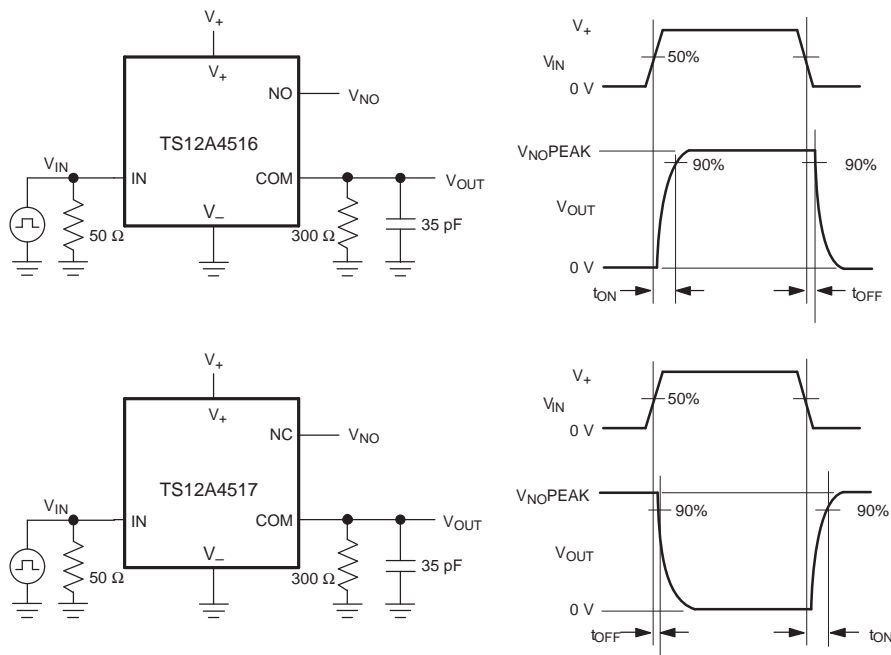 V+
V+
NO
VNO
TS12A4516
VIN
IN
COM
VOUT
V–
50 Ω
300 Ω
35 pF
V+
VIN
50%
0 V
VNOPEAK
90%
90%
VOUT
0 V
tON
tOFF
V+
V+
NC
VNO
TS12A4517
VIN
IN
COM
VOUT
V–
50 Ω
300 Ω
35 pF
V+
VIN
50%
0 V
VNOPEAK
90%
90%
VOUT
0 V
tOFF
tON